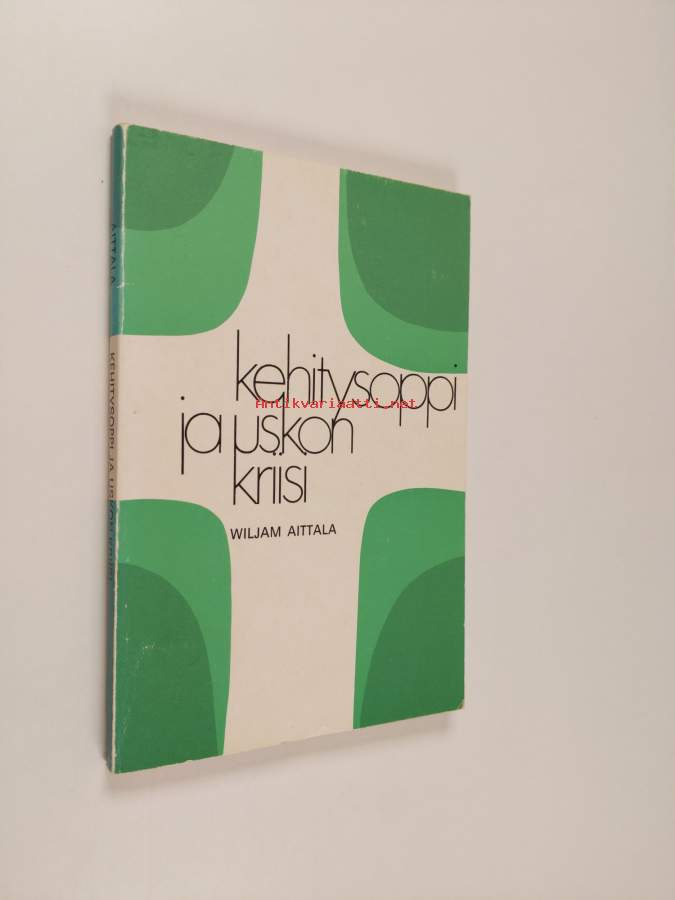 kehitysoppi
ja uskon
kriisi
WILJAM AITTALA
AITTALA KEHITYSOPPI JA USKON KRIISI
Antikvariaatti.net